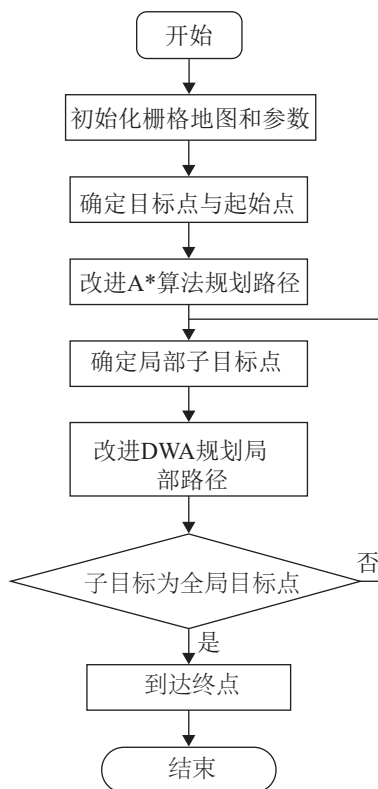 开始
初始化栅格地图和参数
确定目标点与起始点
改进A*算法规划路径
确定局部子目标点
改进DWA规划局
部路径
子目标为全局目标点
否
是
到达终点
结束